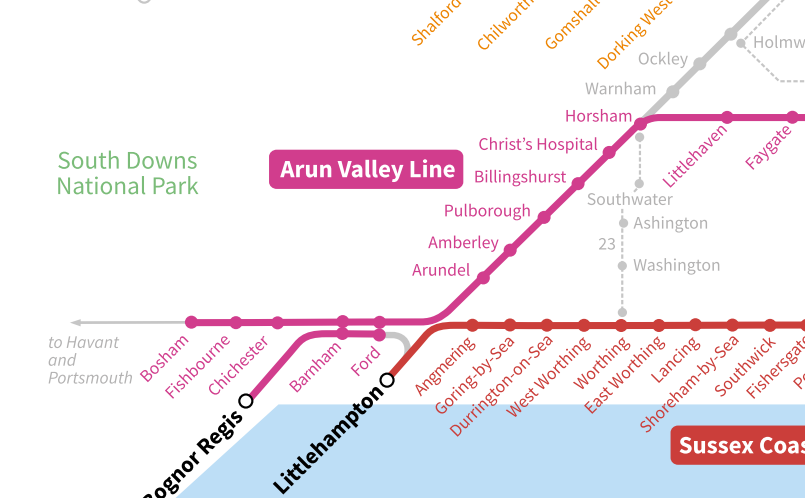 Shalford
Chilworth
Gomshall
Dorking West
Holmw
Ockley
Warnham
Horsham
Littlehaven
Faygate
Christ's Hospital
South Downs
National Park
Arun Valley Line
Billingshurst
Southwater
Pulborough
Ashington
23
Amberley
Washington
Arundel
to Havant
and
Portsmouth
Bosham
Fishbourne
Chichester
Barnham
Ford
Angmering
Goring-by-Sea
Durrington-on-Sea
West Worthing
Worthing
East Worthing
Lancing
Shoreham-by-Sea
Southwick
Fishersgat
Po
Bognor Regis
Littlehampton
Sussex Coas